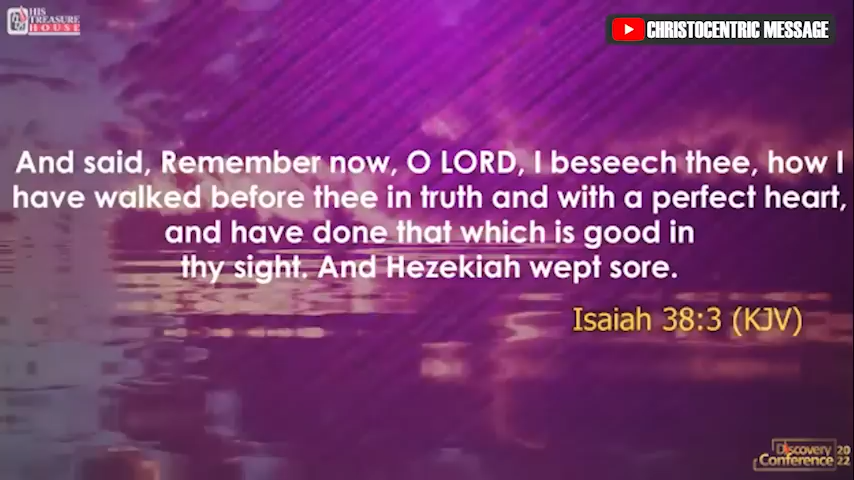 HIS
TREASURE
HOUSE
CHRISTOCENTRIC MESSAGE
And said, Remember now, O LORD, I beseech thee, how I
have walked before thee in truth and with a perfect heart,
and have done that which is good in
thy sight. And Hezekiah wept sore.
Isaiah 38:3 (KJV)
Discovery
Conference
20
22